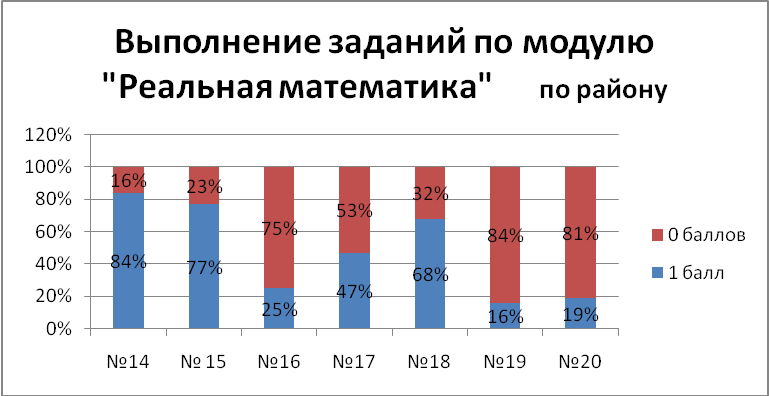 Выполнение заданий по модулю
"Реальная математика" по району
120%
100%
80%
60%
40%
20%
0%
16% 23% 75% 53% 32% 84% 81%
84% 77% 25% 47% 68% 16% 19%
№14 № 15 №16 №17 №18 №19 №20
0 баллов
1 балл